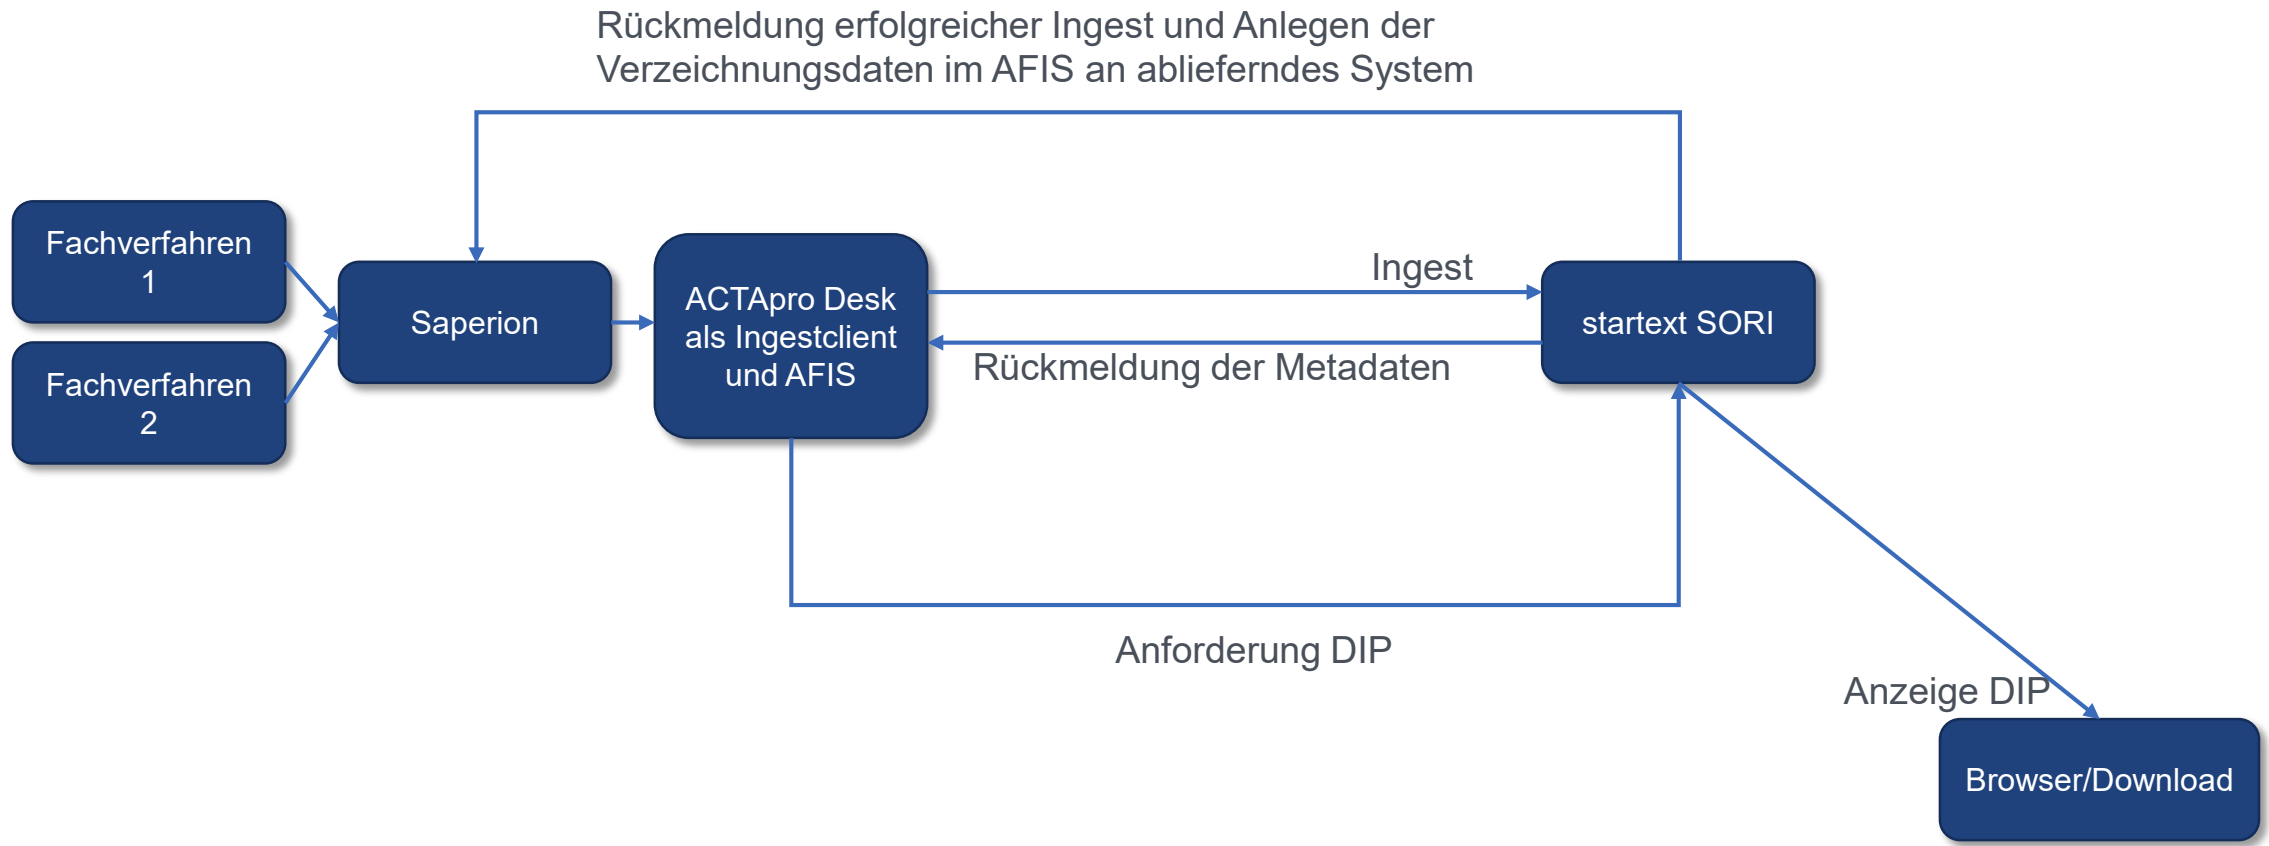 Rückmeldung erfolgreicher Ingest und Anlegen der
Verzeichnungsdaten im AFIS an ablieferndes System
Fachverfahren
1
Fachverfahren
2
Saperion
ACTApro Desk
als Ingestclient
und AFIS
Ingest
Rückmeldung der Metadaten
startext SORI
Anforderung DIP
Anzeige DIP
Browser/Download